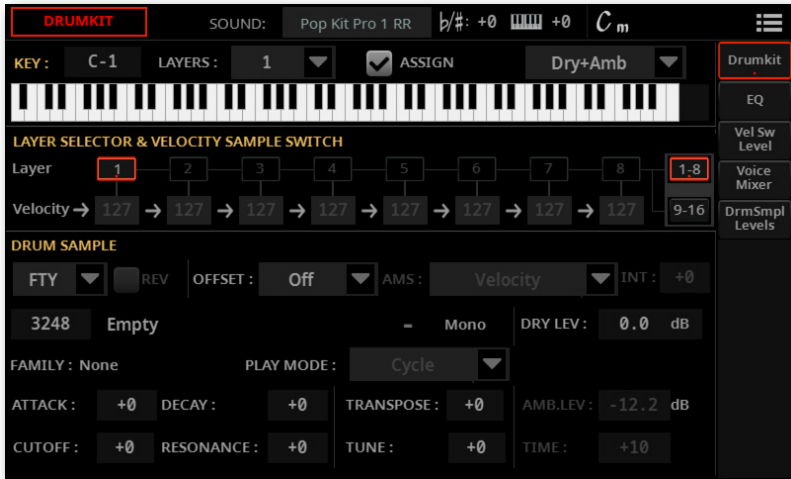 DRUMKIT SOUND: Pop Kit Pro 1 RR ♭/♯: +0 +0 C m
KEY : C-1 LAYERS : 1 ASSIGN Dry+Amb
Drumkit
EQ
Vel Sw
Level
Voice
Mixer
DrmSmpl
Levels
LAYER SELECTOR & VELOCITY SAMPLE SWITCH
Layer 1 2 3 4 5 6 7 8 1-8
Velocity → 127 → 127 → 127 → 127 → 127 → 127 → 127 → 127 9-16
DRUM SAMPLE
FTY REV OFFSET : Off AMS : Velocity INT : +0
3248 Empty – Mono DRY LEV : 0.0 dB
FAMILY : None PLAY MODE : Cycle
ATTACK : +0 DECAY : +0 TRANSPOSE : +0 AMB.LEV : -12.2 dB
CUTOFF : +0 RESONANCE : +0 TUNE : +0 TIME : +10